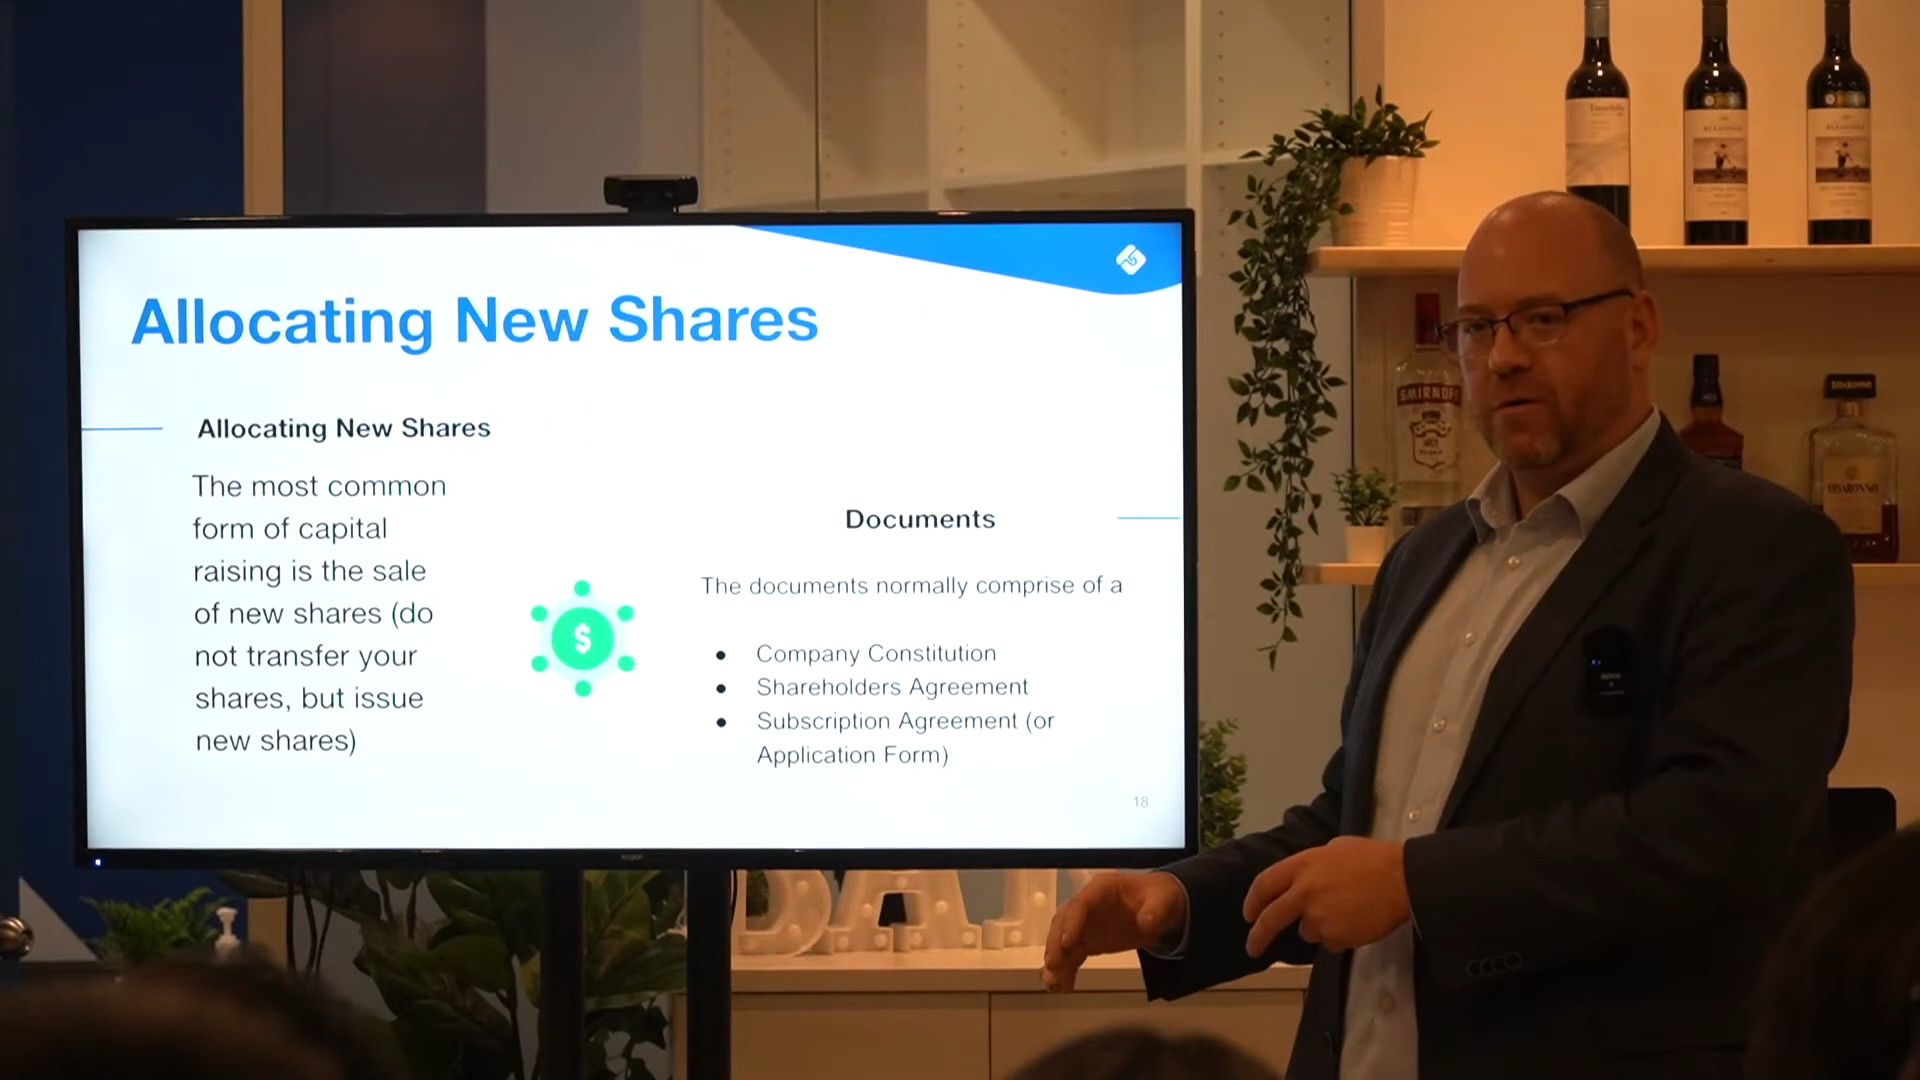 Allocating New Shares
Allocating New Shares
The most common
form of capital
raising is the sale
of new shares (do
not transfer your
shares, but issue
new shares)
$
Documents
The documents normally comprise of a
● Company Constitution
● Shareholders Agreement
● Subscription Agreement (or
Application Form)
18
SMIRNOFF
DISARONNO
DISARONNO